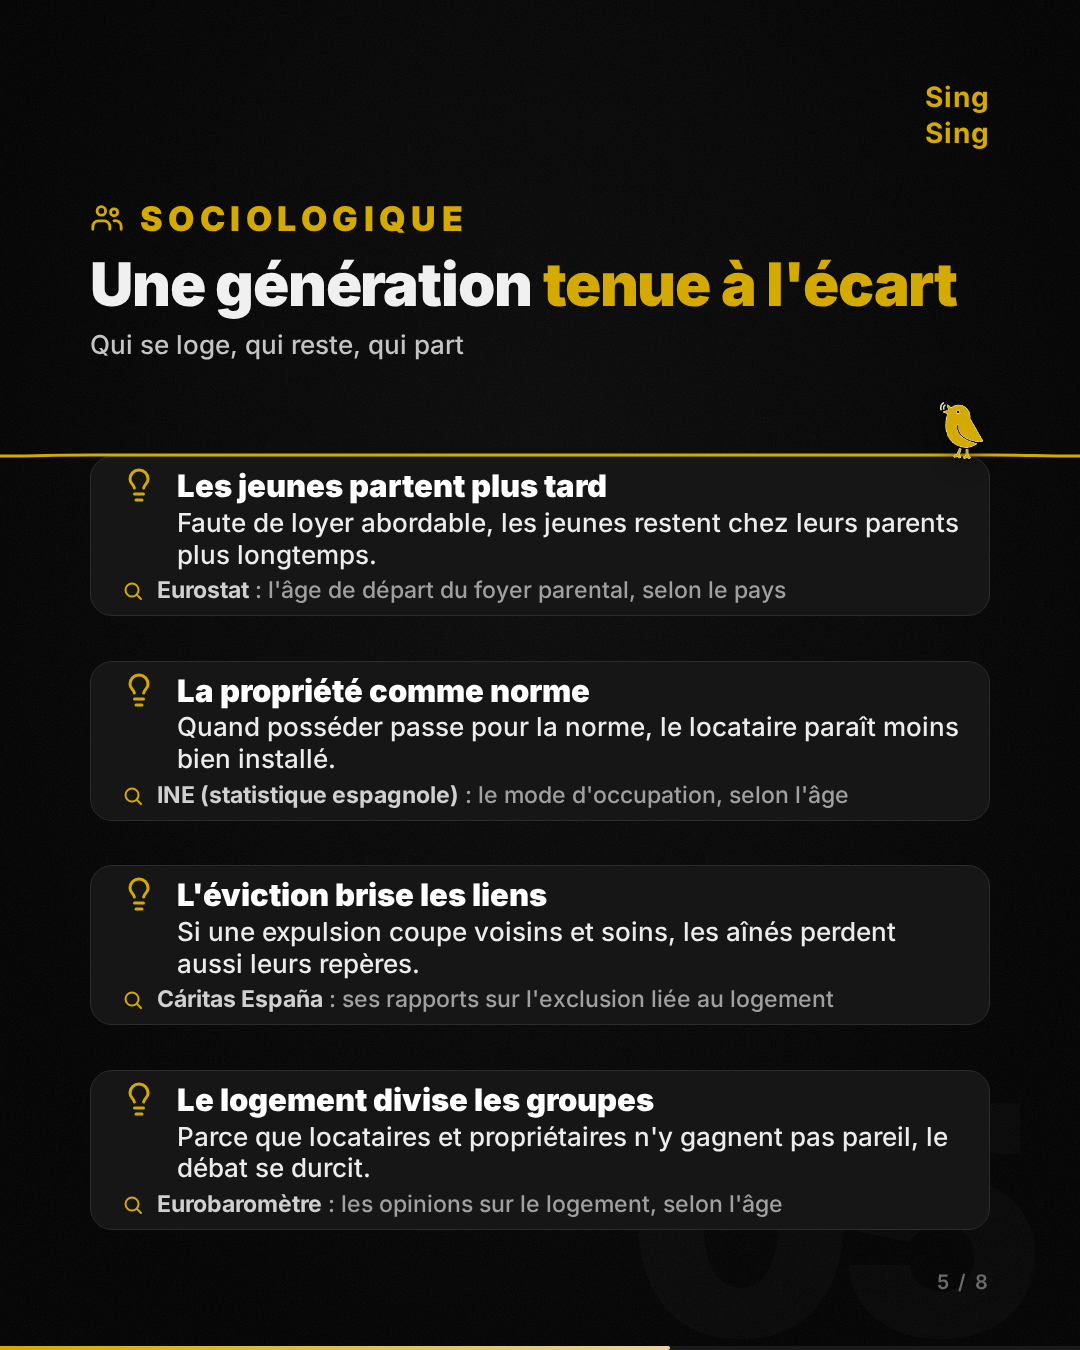 Sing
Sing
SOCIOLOGIQUE
Une génération tenue à l'écart
Qui se loge, qui reste, qui part
Les jeunes partent plus tard
Faute de loyer abordable, les jeunes restent chez leurs parents
plus longtemps.
Eurostat : l'âge de départ du foyer parental, selon le pays
La propriété comme norme
Quand posséder passe pour la norme, le locataire paraît moins
bien installé.
INE (statistique espagnole) : le mode d'occupation, selon l'âge
L'éviction brise les liens
Si une expulsion coupe voisins et soins, les aînés perdent
aussi leurs repères.
Cáritas España : ses rapports sur l'exclusion liée au logement
Le logement divise les groupes
Parce que locataires et propriétaires n'y gagnent pas pareil, le
débat se durcit.
Eurobaromètre : les opinions sur le logement, selon l'âge
05
5 / 8